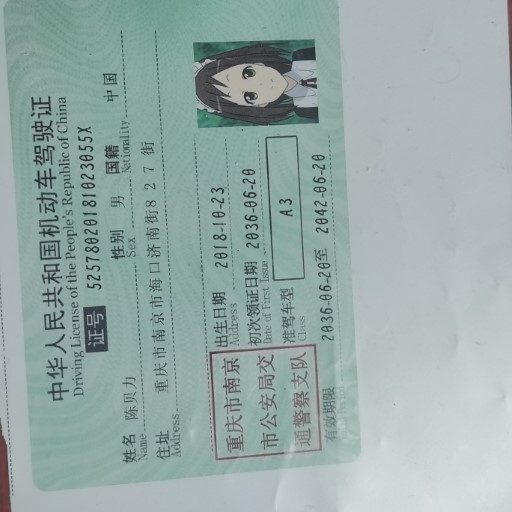 中华人民共和国机动车驾驶证
Driving License of the People's Republic of China
证号 52578020181023055X
姓名 陈贝力 性别 男 国籍 中国
Name Sex Nationality
住址 重庆市南京市海口济南街827街
Address
出生日期 2018-10-23
Address
初次领证日期 2036-06-20
Date of First Issue
准驾车型 A3
Class
重庆市南京
市公安局交
通警察支队
有效期限 2036-06-20至 2042-06-20